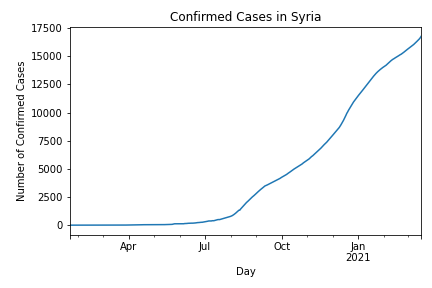 Confirmed Cases in Syria
Number of Confirmed Cases
17500
15000
12500
10000
7500
5000
2500
0
Apr
Jul
Oct
Jan
2021
Day